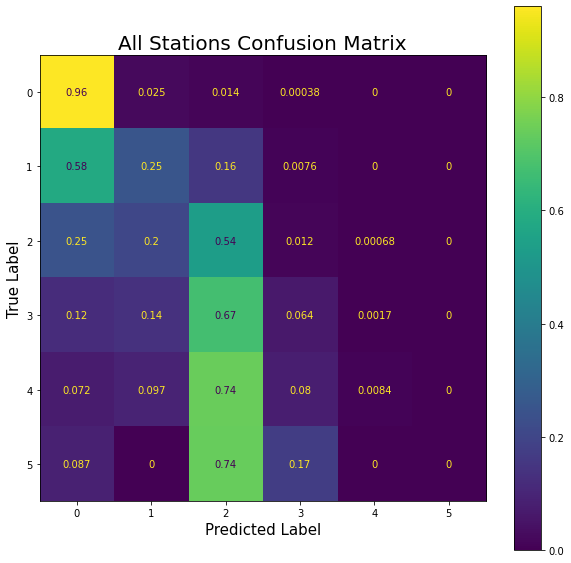 All Stations Confusion Matrix
0 0.96 0.025 0.014 0.00038 0 0
1 0.58 0.25 0.16 0.0076 0 0
2 0.25 0.2 0.54 0.012 0.00068 0
3 0.12 0.14 0.67 0.064 0.0017 0
4 0.072 0.097 0.74 0.08 0.0084 0
5 0.087 0 0.74 0.17 0 0
0 1 2 3 4 5
True Label
Predicted Label
0.8
0.6
0.4
0.2
0.0